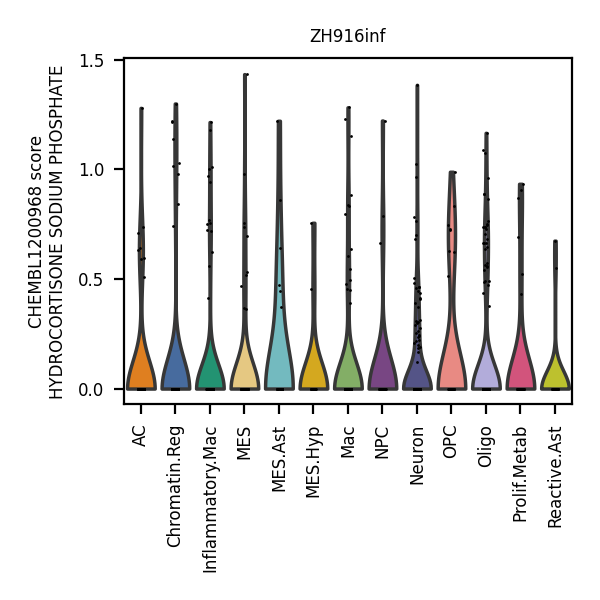 ZH916inf
CHEMBL1200968 score
HYDROCORTISONE SODIUM PHOSPHATE
1.5
1.0
0.5
0.0
AC
Chromatin.Reg
Inflammatory.Mac
MES
MES.Ast
MES.Hyp
Mac
NPC
Neuron
OPC
Oligo
Prolif.Metab
Reactive.Ast